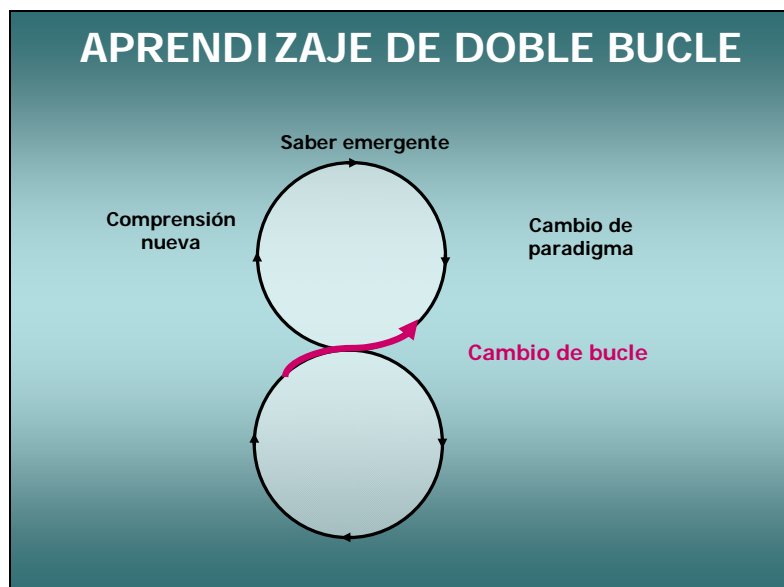 APRENDIZAJE DE DOBLE BUCLE
Saber emergente
Comprensión
nueva
Cambio de
paradigma
Cambio de bucle